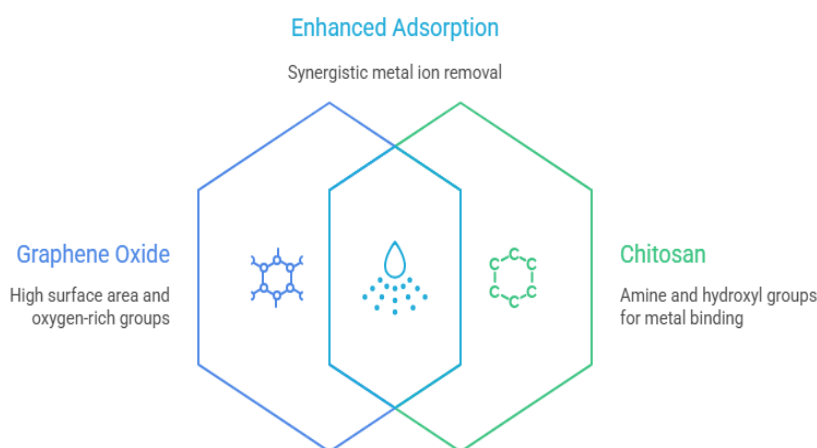 Enhanced Adsorption
Synergistic metal ion removal
Graphene Oxide
High surface area and
oxygen-rich groups
C
C
C
C
C
C
Chitosan
Amine and hydroxyl groups
for metal binding